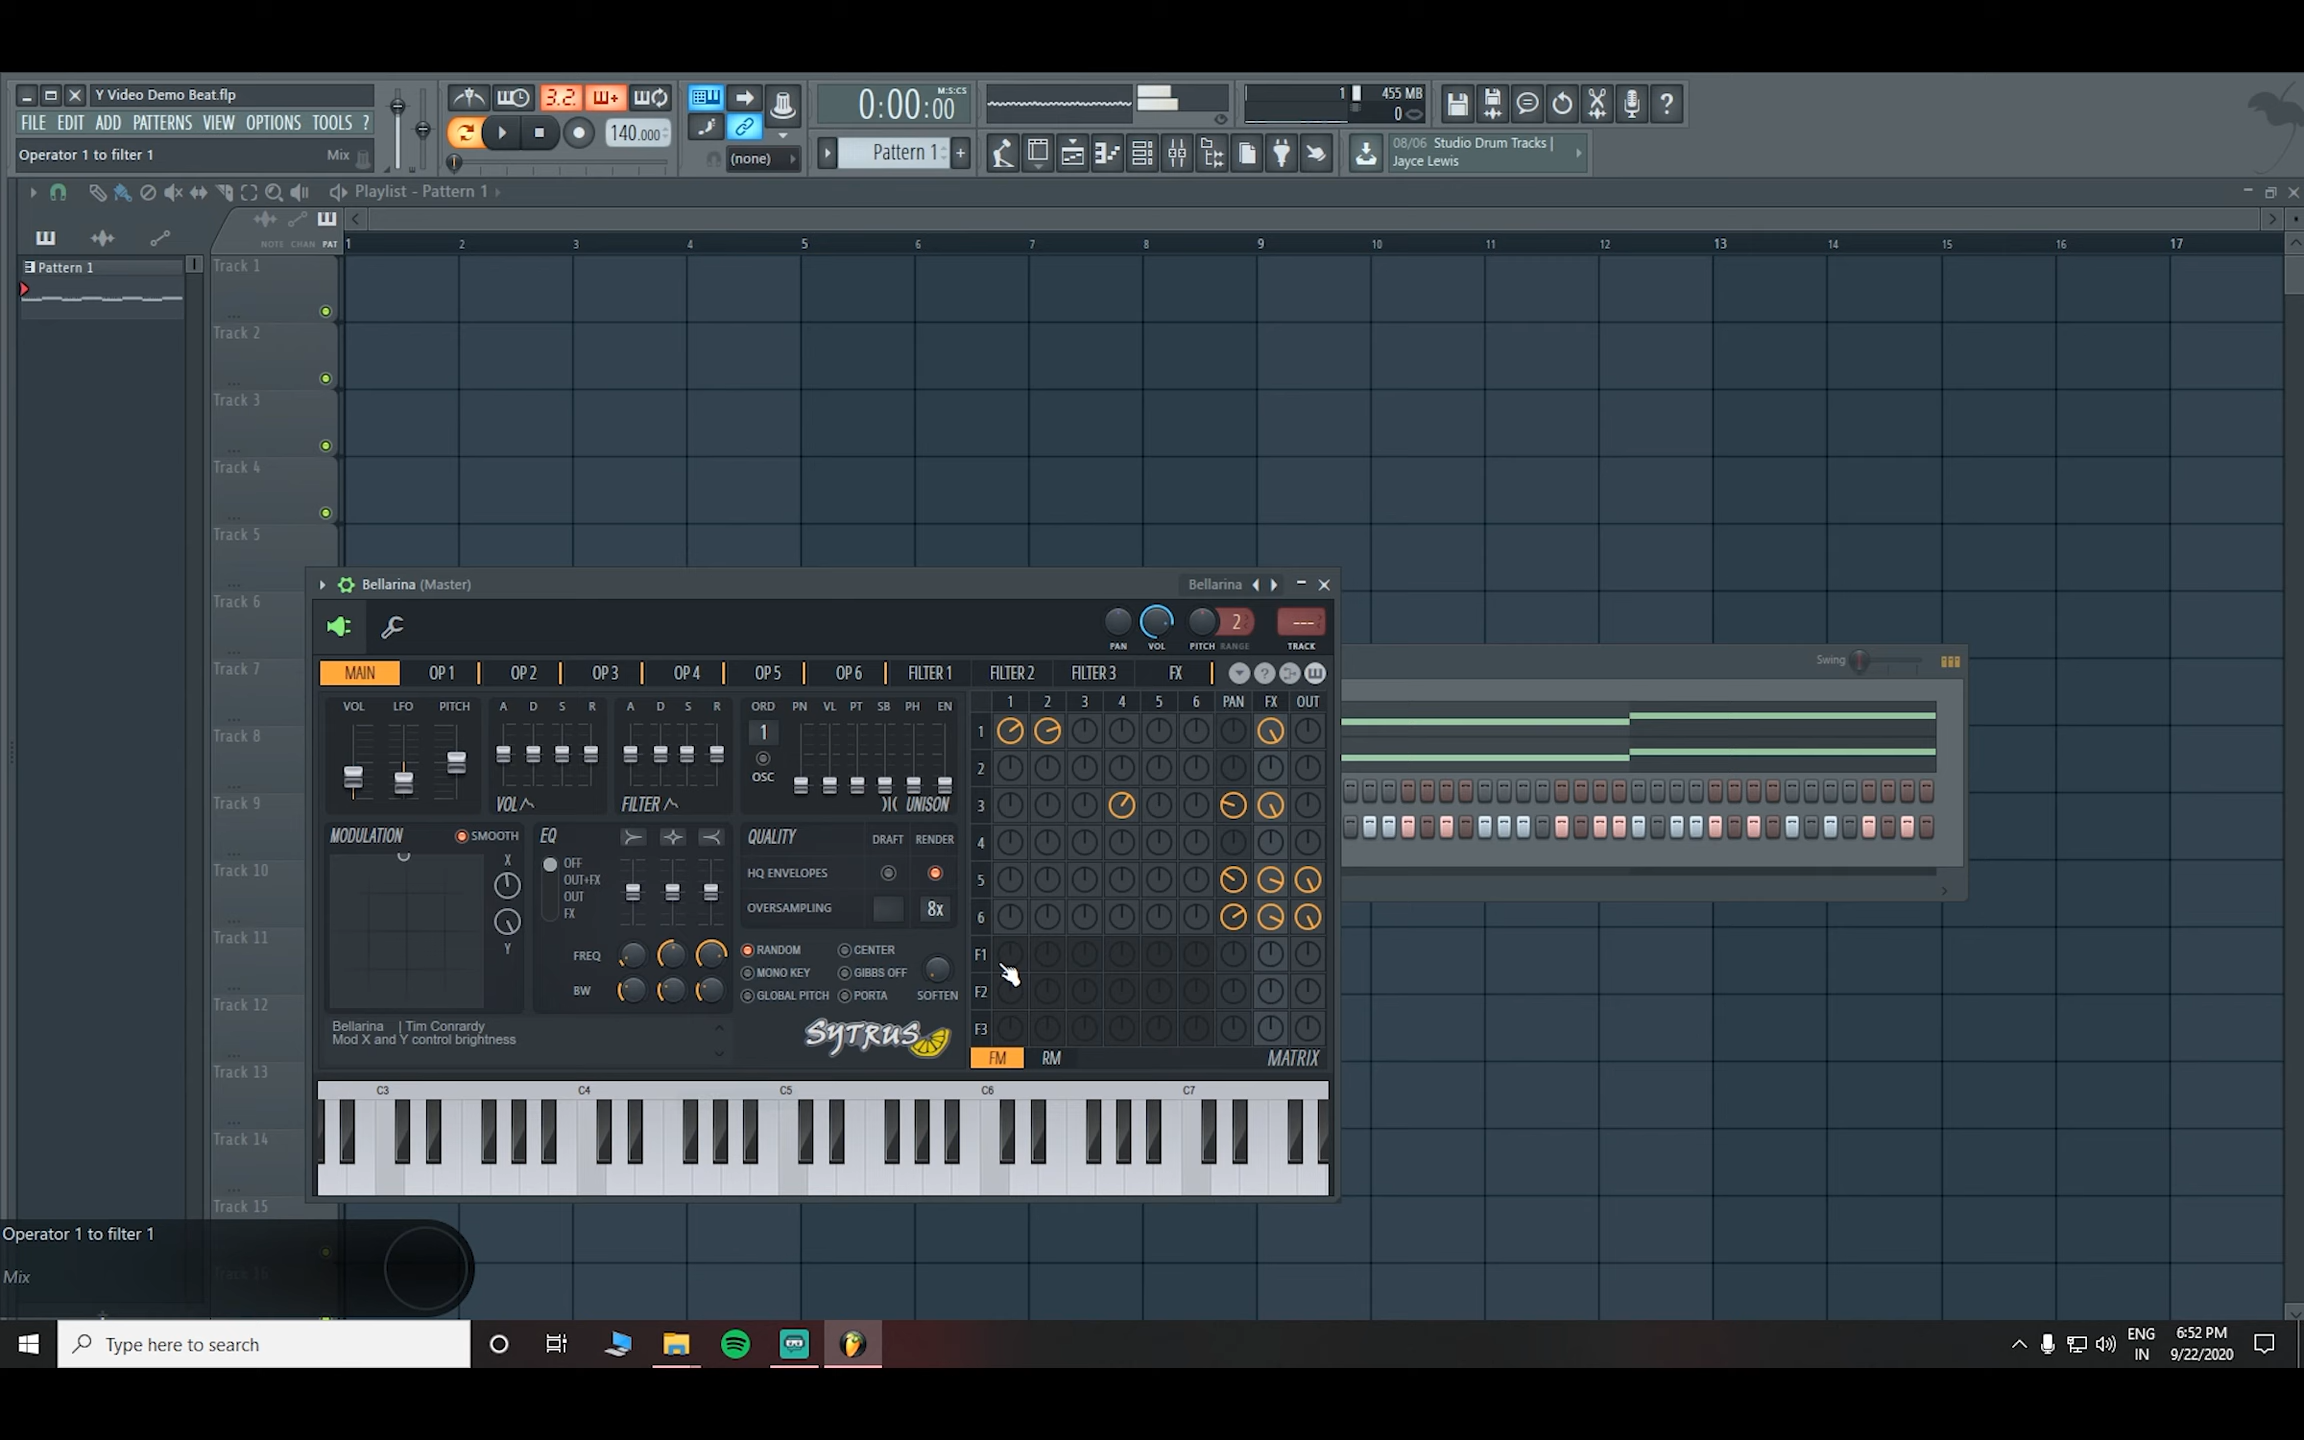 Y Video Demo Beat.flp
FILE EDIT ADD PATTERNS VIEW OPTIONS TOOLS ?
Operator 1 to filter 1 Mix
3.2
140.000
(none)
0:00:00
M:S:CS
Pattern 1
1 455 MB
0
08/06 Studio Drum Tracks |
Jayce Lewis
Playlist - Pattern 1
NOTE CHAN PAT
1 2 3 4 5 6 7 8 9 10 11 12 13 14 15 16 17
Pattern 1
Track 1
Track 2
Track 3
Track 4
Track 5
Track 6
Track 7
Track 8
Track 9
Track 10
Track 11
Track 12
Track 13
Track 14
Track 15
Track 16
Bellarina (Master)
Bellarina
2
---
PAN VOL PITCH RANGE TRACK
MAIN OP 1 OP 2 OP 3 OP 4 OP 5 OP 6 FILTER 1 FILTER 2 FILTER 3 FX
VOL LFO PITCH
A D S R
VOL
A D S R
FILTER
ORD PN VL PT SB PH EN
1
OSC
UNISON
MODULATION SMOOTH
X
Y
EQ
OFF
OUT+FX
OUT
FX
FREQ
BW
QUALITY DRAFT RENDER
HQ ENVELOPES
OVERSAMPLING 8x
RANDOM CENTER
MONO KEY GIBBS OFF
GLOBAL PITCH PORTA SOFTEN
Bellarina | Tim Conrardy
Mod X and Y control brightness
SYTRUS
1 2 3 4 5 6 PAN FX OUT
1
2
3
4
5
6
F1
F2
F3
FM RM MATRIX
C3 C4 C5 C6 C7
Swing
Operator 1 to filter 1
Mix
Type here to search
ENG
IN
6:52 PM
9/22/2020